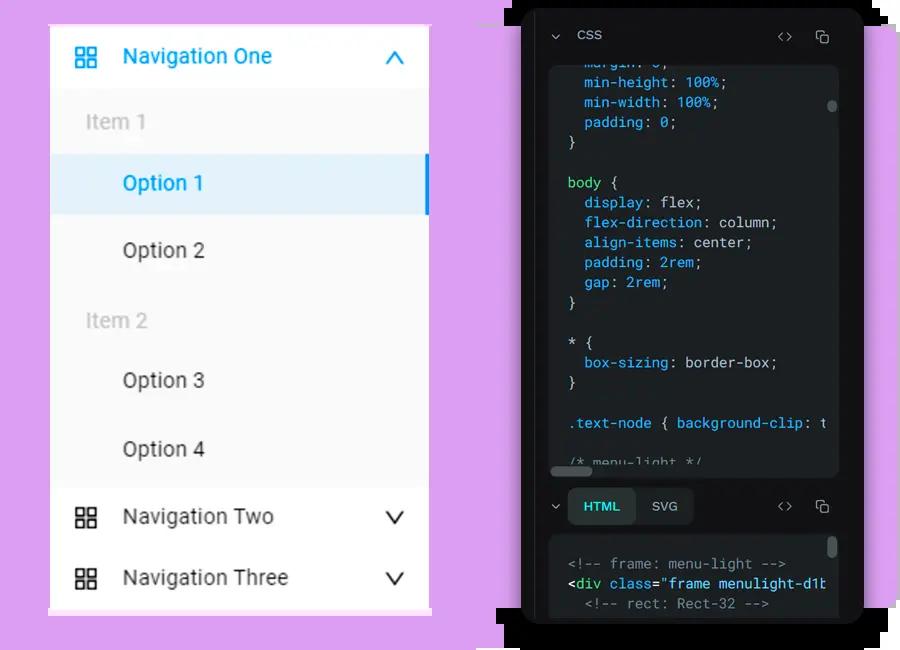 Navigation One
Item 1
Option 1
Option 2
Item 2
Option 3
Option 4
Navigation Two
Navigation Three
CSS
margin: 0;
min-height: 100%;
min-width: 100%;
padding: 0;
}
body {
display: flex;
flex-direction: column;
align-items: center;
padding: 2rem;
gap: 2rem;
}
* {
box-sizing: border-box;
}
.text-node { background-clip: t
/* menu-light */
HTML SVG
<!-- frame: menu-light -->
<div class="frame menulight-d1b
<!-- rect: Rect-32 -->